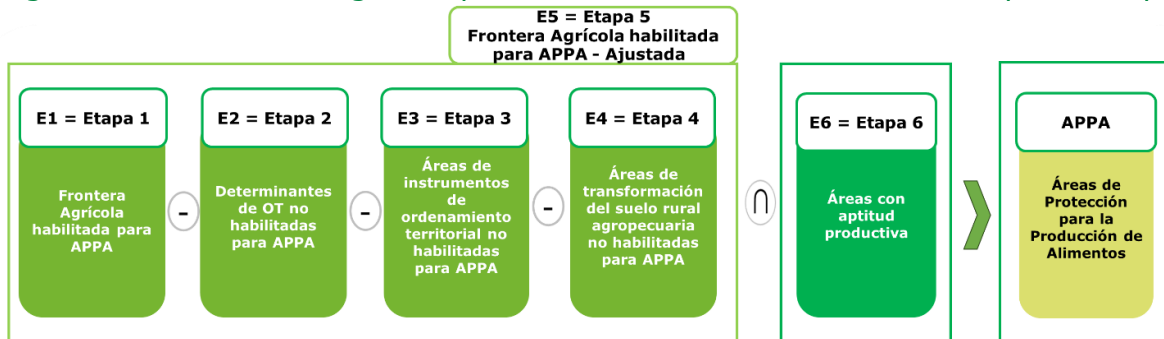 E5 = Etapa 5
Frontera Agrícola habilitada
para APPA - Ajustada
E1 = Etapa 1
Frontera
Agrícola
habilitada para
APPA
-
E2 = Etapa 2
Determinantes
de OT no
habilitadas
para APPA
-
E3 = Etapa 3
Áreas de
instrumentos
de
ordenamiento
territorial no
habilitadas
para APPA
-
E4 = Etapa 4
Áreas de
transformación
del suelo rural
agropecuaria
no habilitadas
para APPA
∩
E6 = Etapa 6
Áreas con
aptitud
productiva
APPA
Áreas de
Protección
para la
Producción de
Alimentos